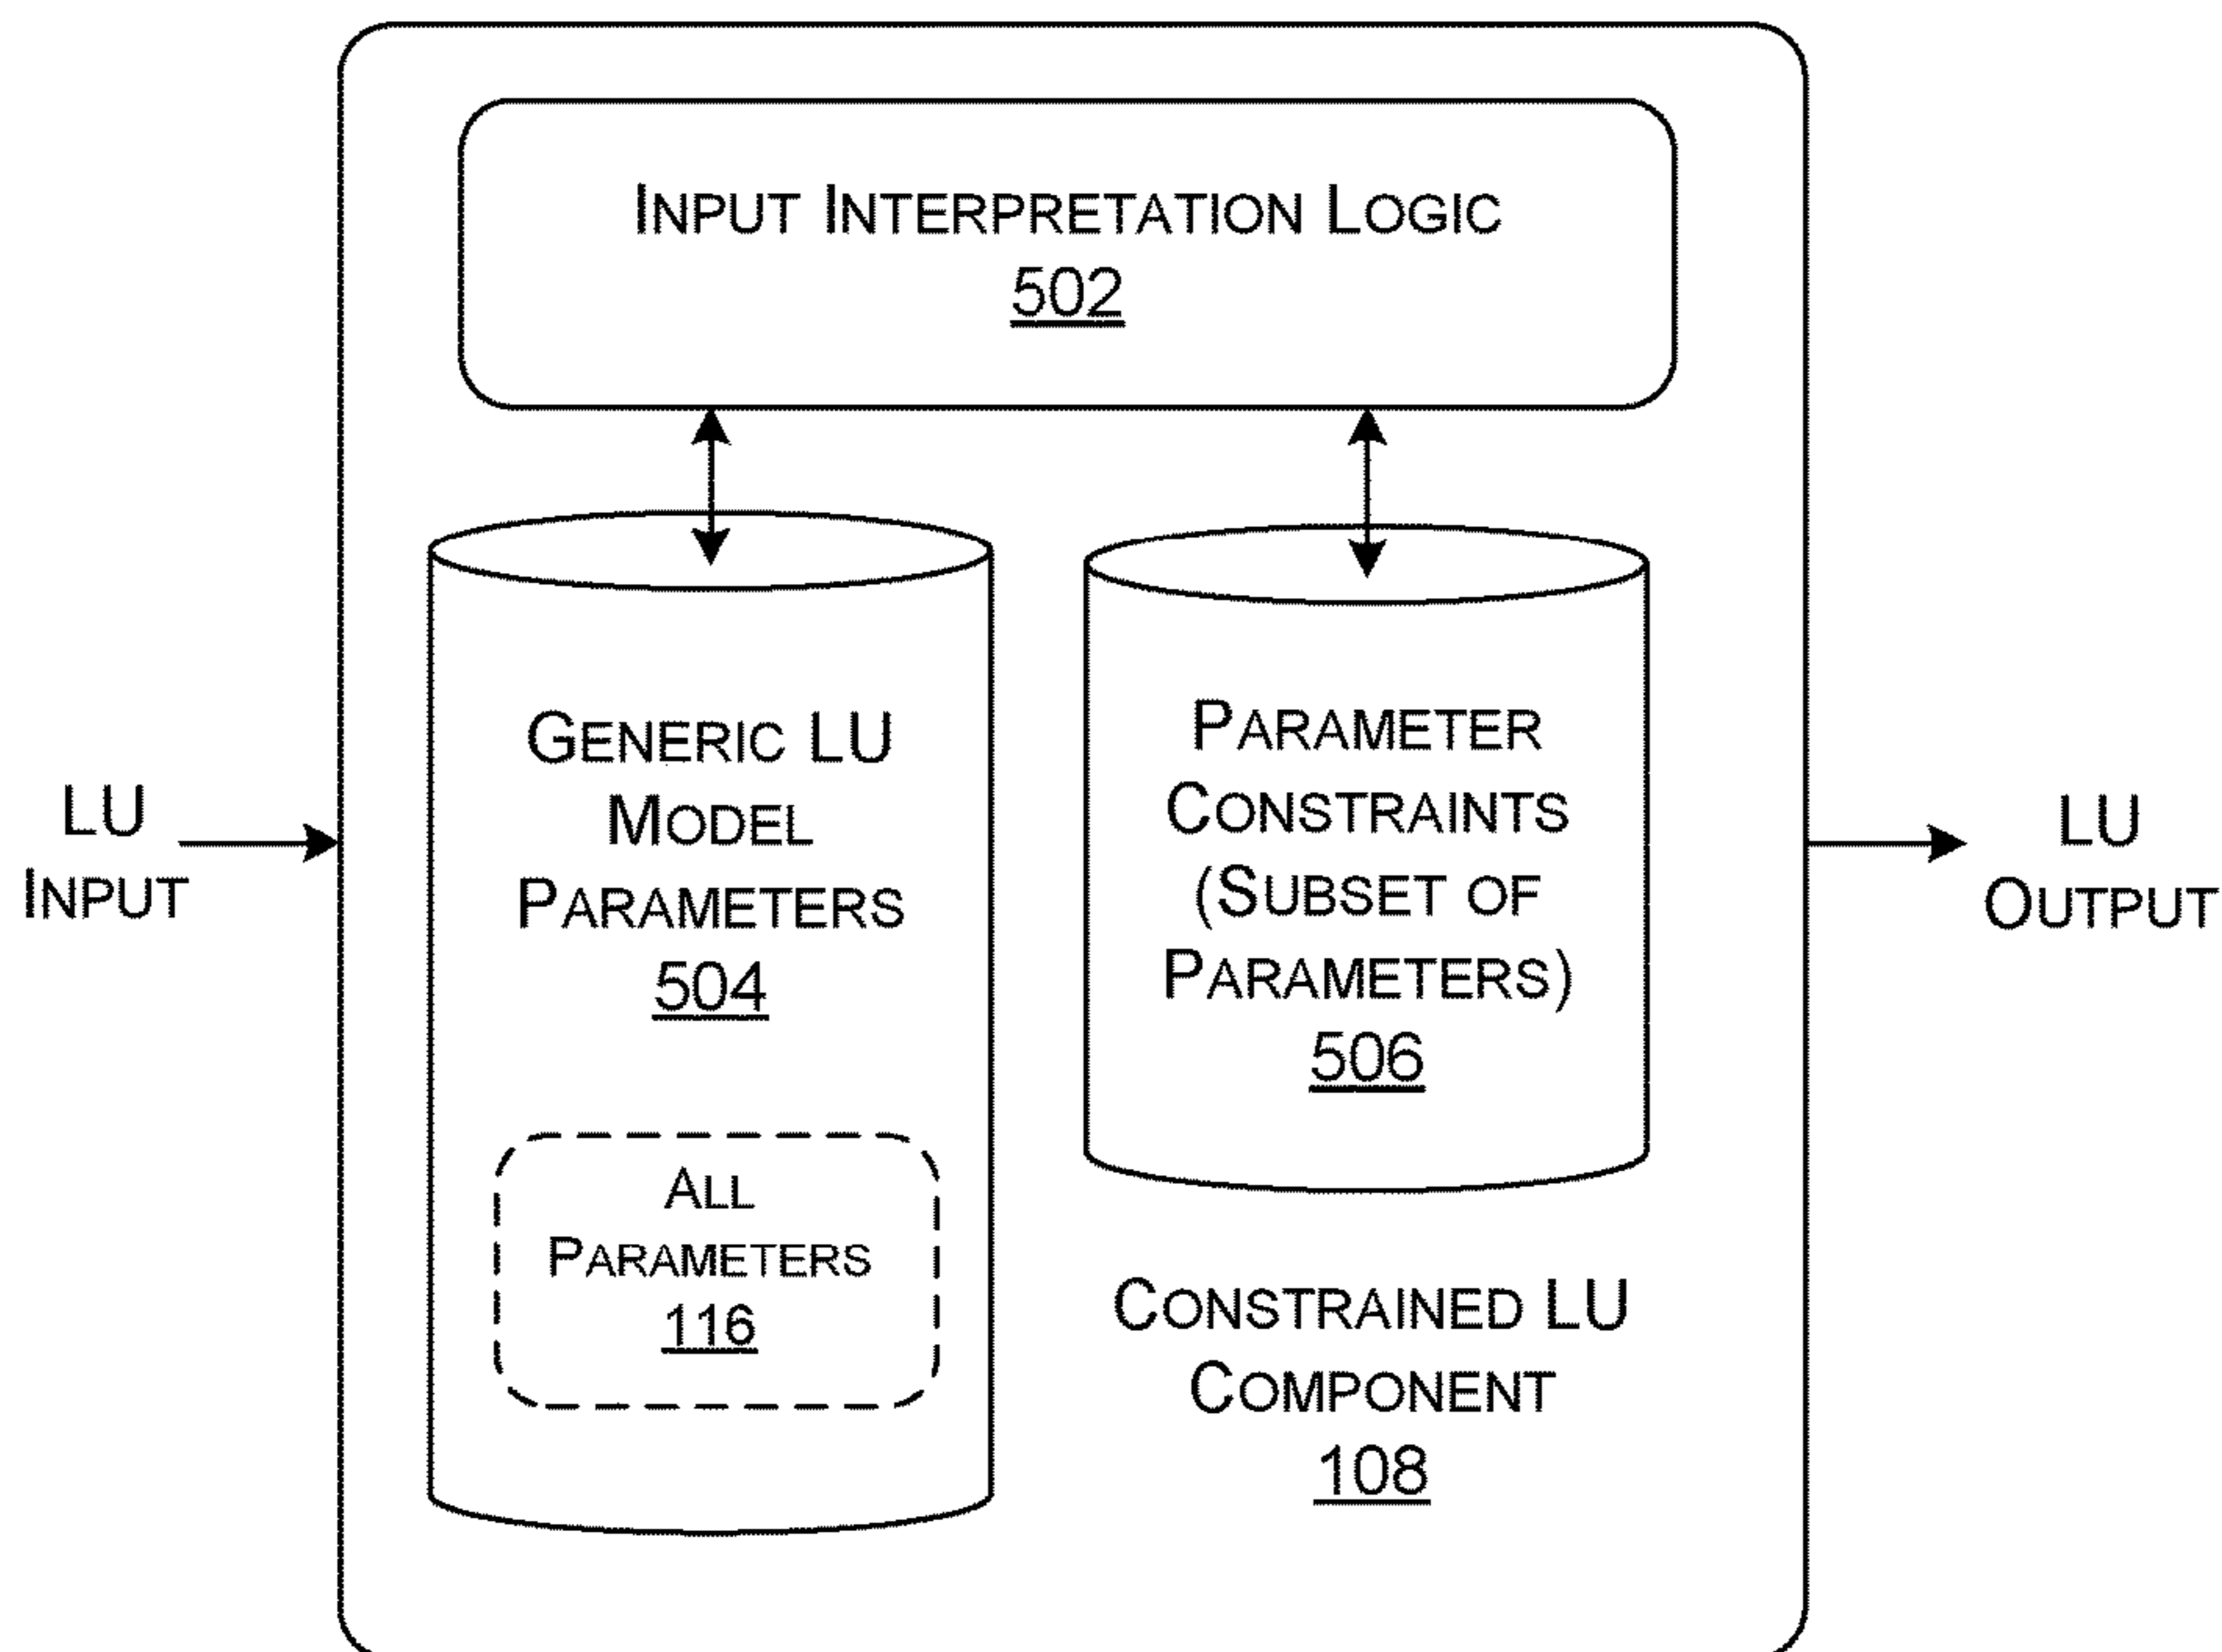 INPUT INTERPRETATION LOGIC
502
LU
INPUT
GENERIC LU
MODEL
PARAMETERS
504
ALL
PARAMETERS
116
PARAMETER
CONSTRAINTS
(SUBSET OF
PARAMETERS)
506
CONSTRAINED LU
COMPONENT
108
LU
OUTPUT